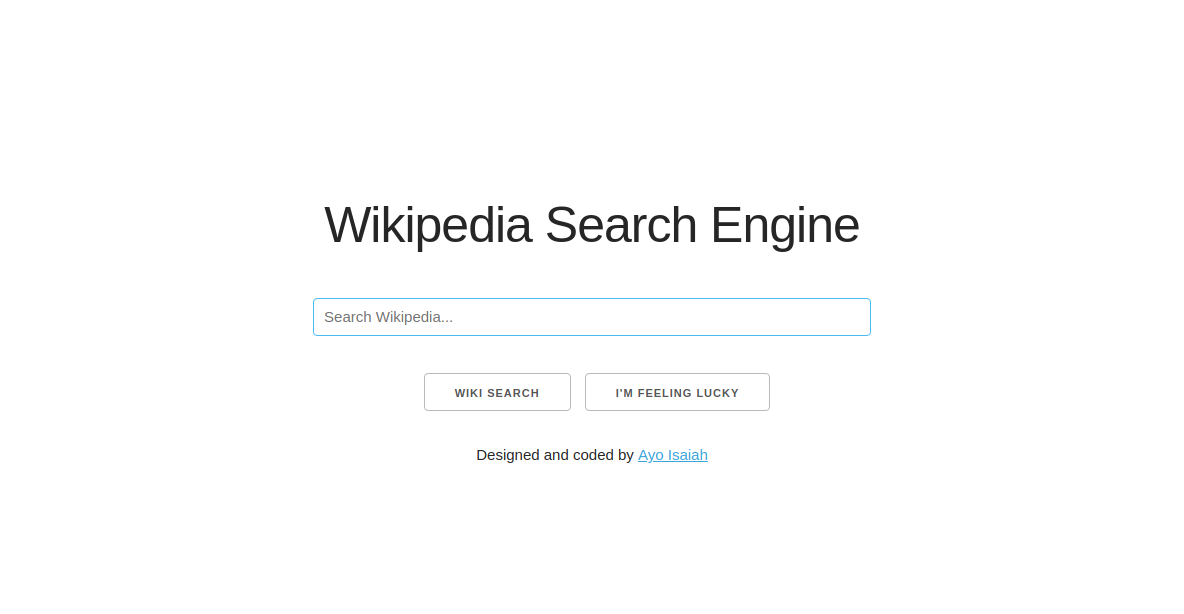 Wikipedia Search Engine
Search Wikipedia...
WIKI SEARCH
I'M FEELING LUCKY
Designed and coded by Ayo Isaiah